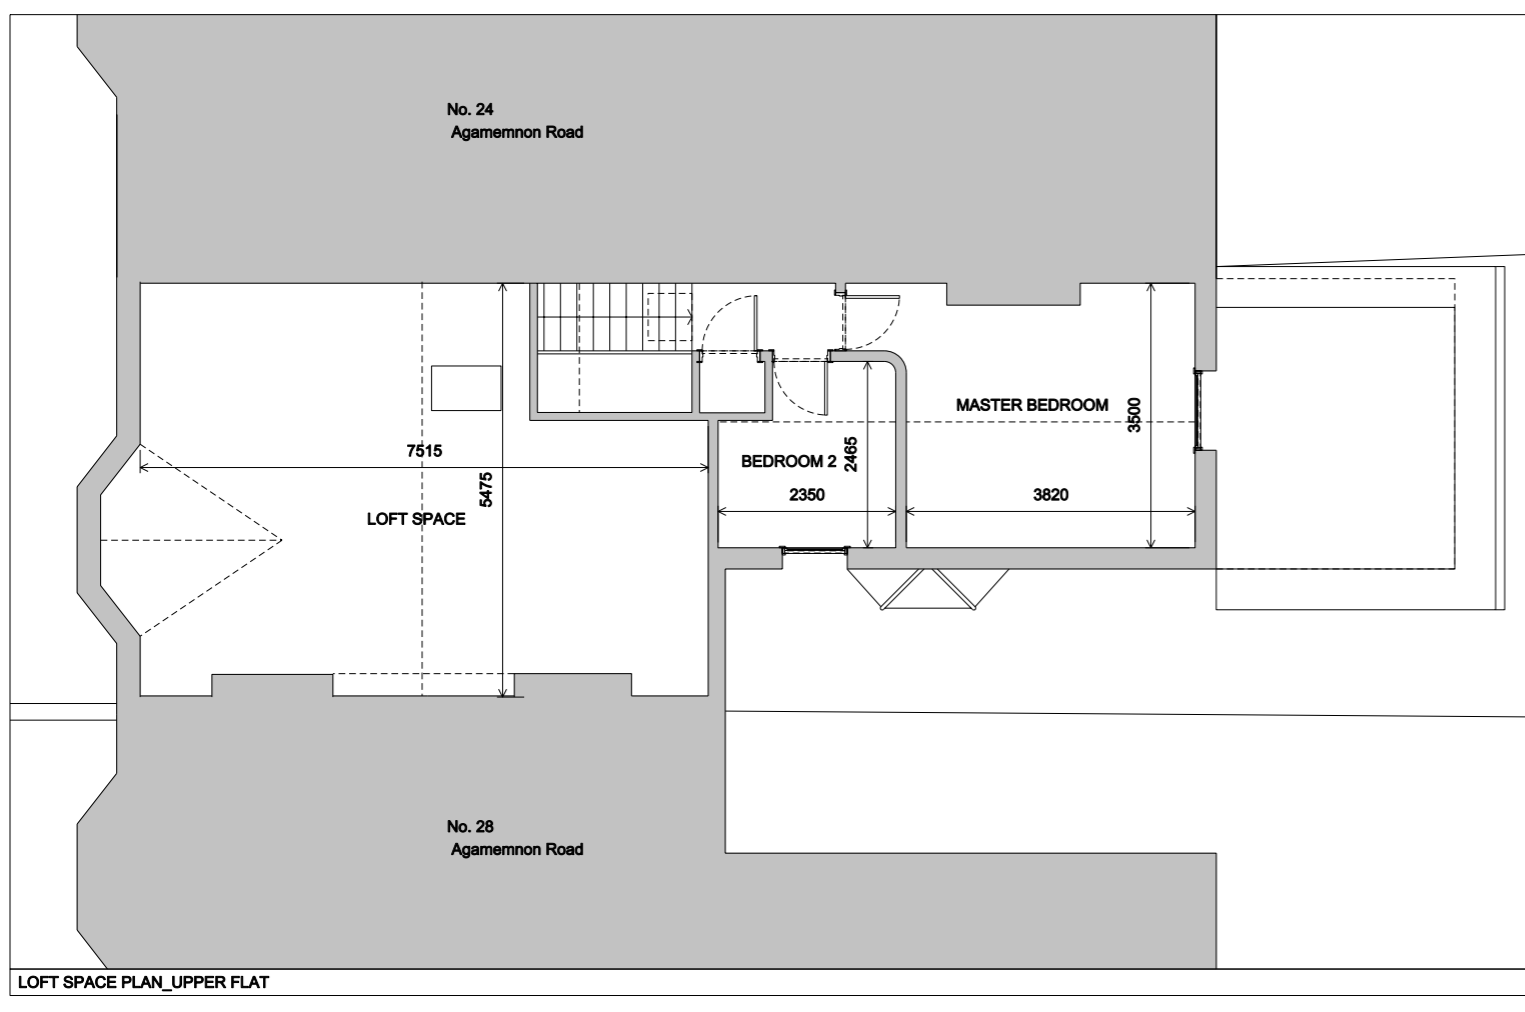 No. 24
Agamemnon Road
MASTER BEDROOM
3500
7515
2465
BEDROOM 2
5475
2350
3820
LOFT SPACE
No. 28
Agamemnon Road
LOFT SPACE PLAN_UPPER FLAT